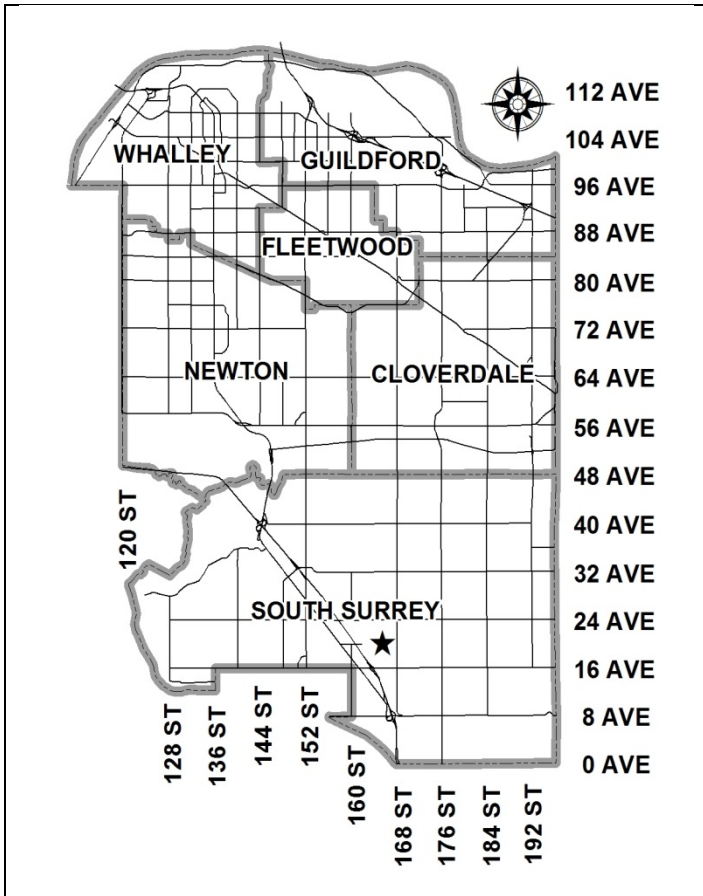 112 AVE
104 AVE
WHALLEY
GUILDFORD
96 AVE
88 AVE
FLEETWOOD
80 AVE
72 AVE
NEWTON
CLOVERDALE
64 AVE
56 AVE
48 AVE
120 ST
40 AVE
32 AVE
SOUTH SURREY
24 AVE
16 AVE
128 ST
136 ST
144 ST
152 ST
8 AVE
160 ST
0 AVE
168 ST
176 ST
184 ST
192 ST